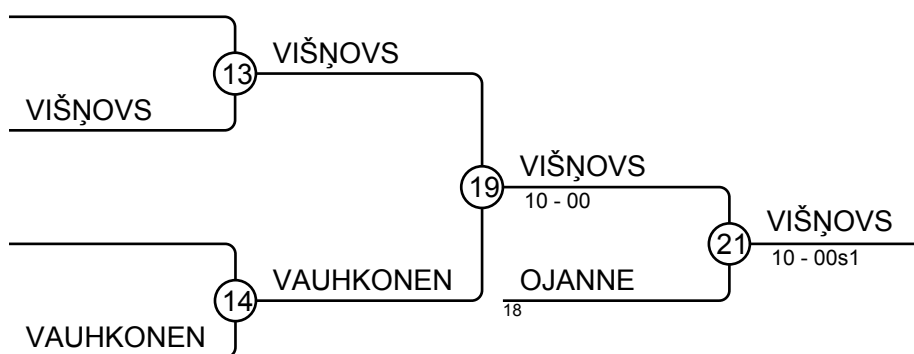 VIŠŅOVS
13
VIŠŅOVS
VIŠŅOVS
10 - 00
19
VIŠŅOVS
10 - 00s1
21
OJANNE
18
VAUHKONEN
14
VAUHKONEN